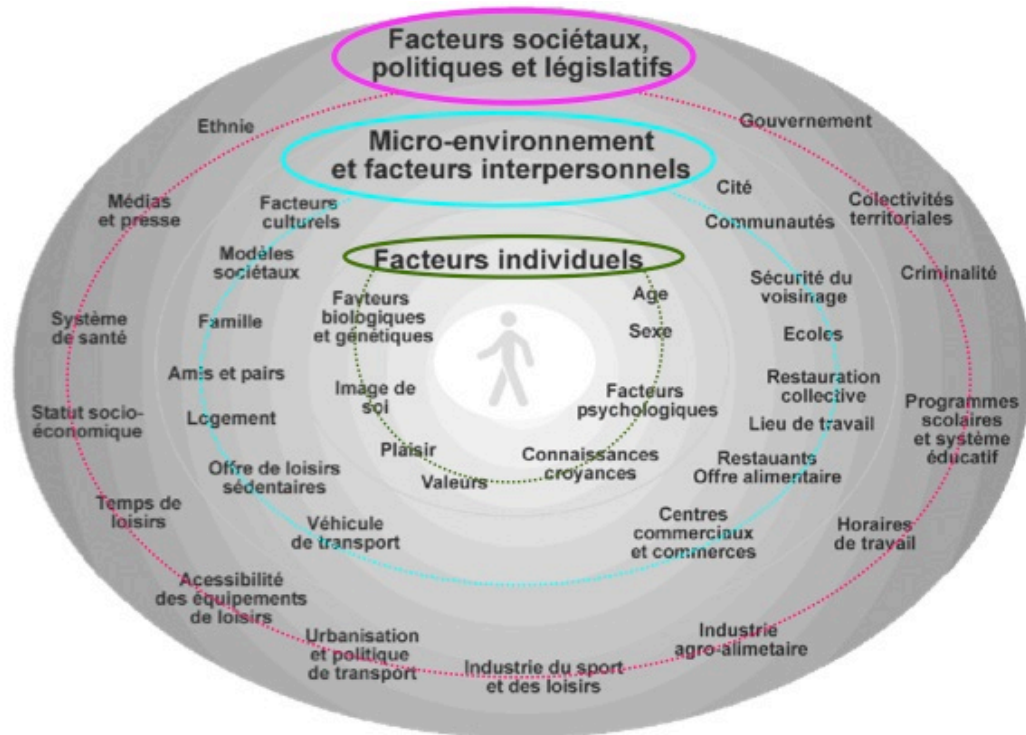 Facteurs sociétaux,
politiques et législatifs
Ethnie
Gouvernement
Médias
et presse
Colectivités
territoriales
Criminalité
Système
de santé
Statut socio-
économique
Programmes
scolaires
et système
éducatif
Temps de
loisirs
Horaires
de travail
Acessibilité
des équipements
de loisirs
Urbanisation
et politique
de transport
Industrie du sport
et des loisirs
Industrie
agro-alimetaire
Micro-environnement
et facteurs interpersonnels
Facteurs
culturels
Cité
Communautés
Modèles
sociétaux
Sécurité du
voisinage
Famille
Ecoles
Amis et pairs
Restauration
collective
Logement
Lieu de travail
Offre de loisirs
sédentaires
Restauants
Offre alimentaire
Véhicule
de transport
Centres
commerciaux
et commerces
Facteurs individuels
Favteurs
biologiques
et génétiques
Age
Sexe
Image de
soi
Facteurs
psychologiques
Plaisir
Connaissances
croyances
Valeurs